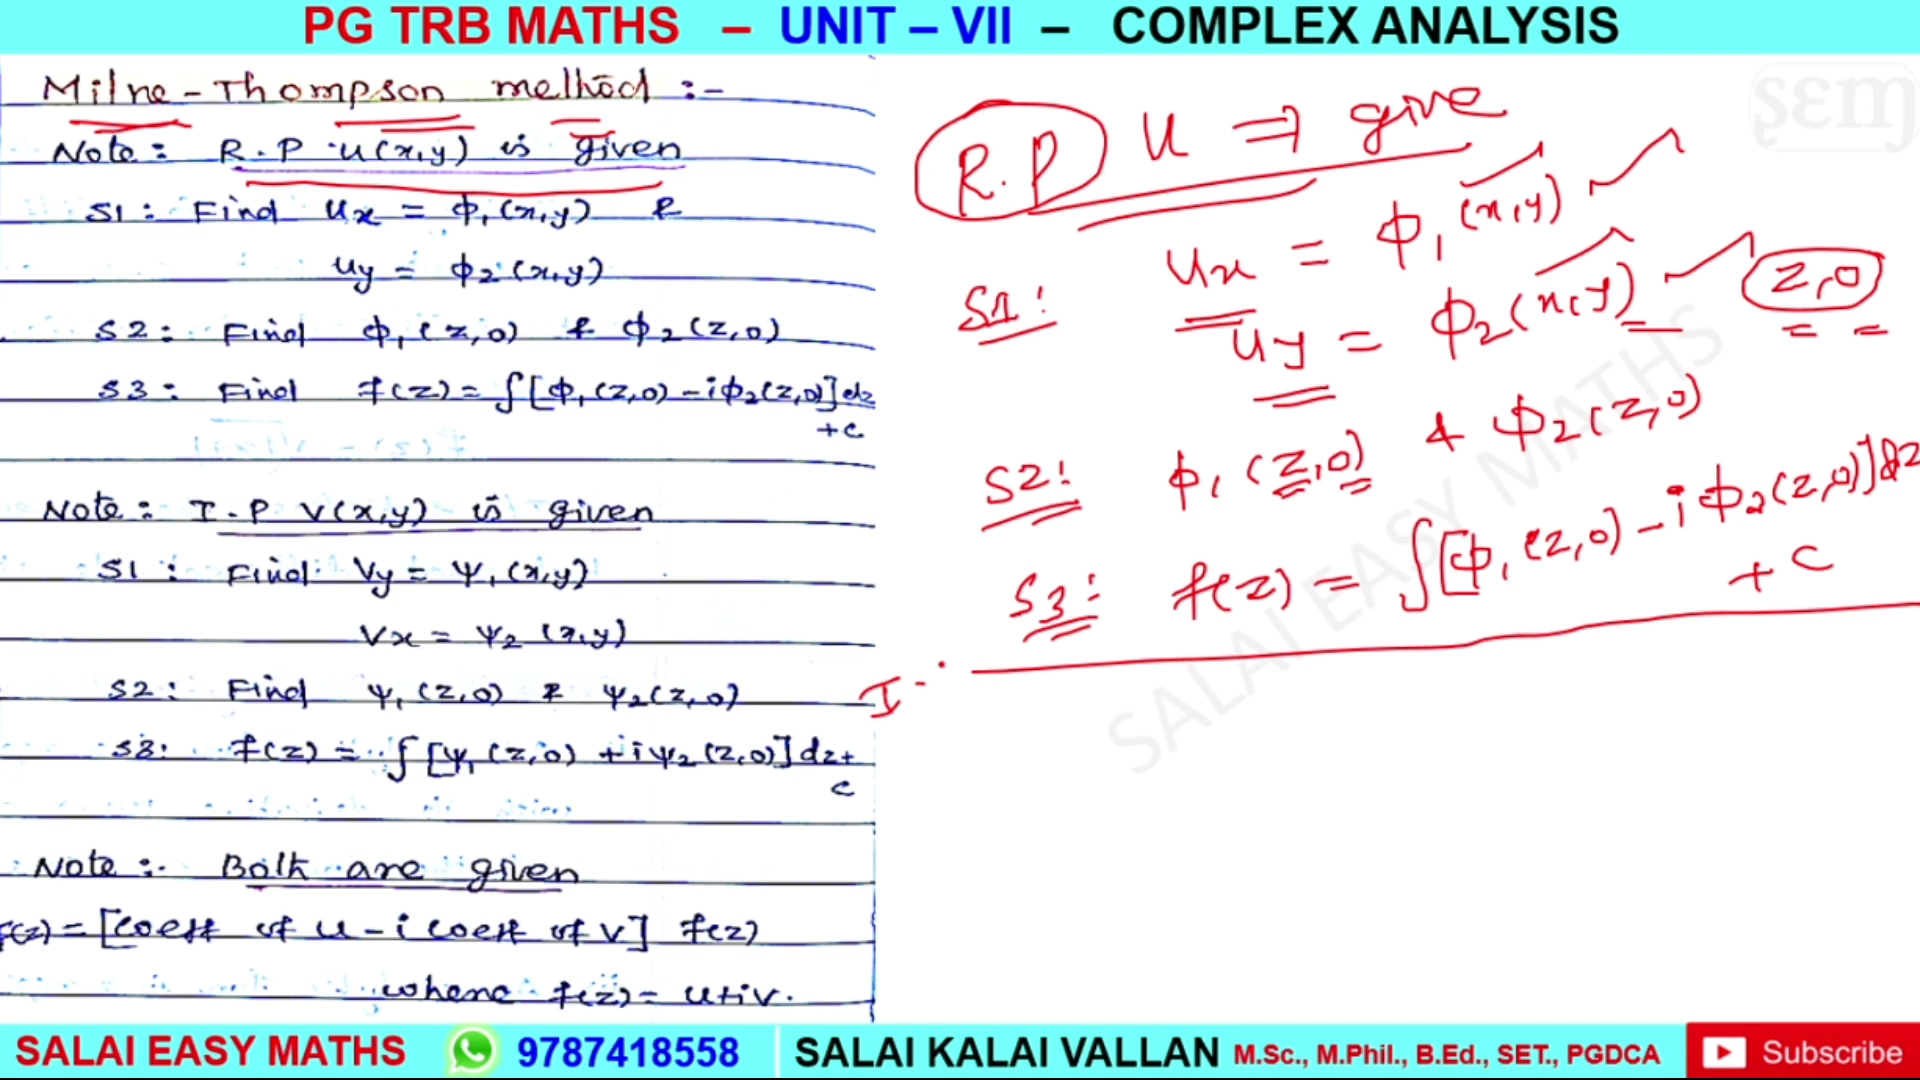 PG TRB MATHS – UNIT – VII – COMPLEX ANALYSIS
Milne-Thompson method :-
Note: R.P u(x,y) is given
S1: Find ux = ϕ₁(x,y) &
uy = ϕ₂(x,y)
S2: Find ϕ₁(z,0) & ϕ₂(z,0)
S3: Find f(z) = ∫[ϕ₁(z,0) - iϕ₂(z,0)] dz
+c
Note: I.P V(x,y) is given
S1: Find Vy = ψ₁(x,y)
Vx = ψ₂(x,y)
S2: Find ψ₁(z,0) & ψ₂(z,0)
S3: f(z) = ∫[ψ₁(z,0) + iψ₂(z,0)] dz +
c
Note:. Both are given
f(z) = [coeff of u - i coeff of v] f(z)
where f(z) = u+iv.
R.P u ⇒ give
S1: ux = ϕ₁(x,y)
uy = ϕ₂(x,y) z,0
S2: ϕ₁(z,0) & ϕ₂(z,0)
S3: f(z) = ∫[ϕ₁(z,0) - iϕ₂(z,0)] dz
+ c
I.
sem
SALAI EASY MATHS
SALAI EASY MATHS 9787418558 SALAI KALAI VALLAN M.Sc., M.Phil., B.Ed., SET., PGDCA Subscribe